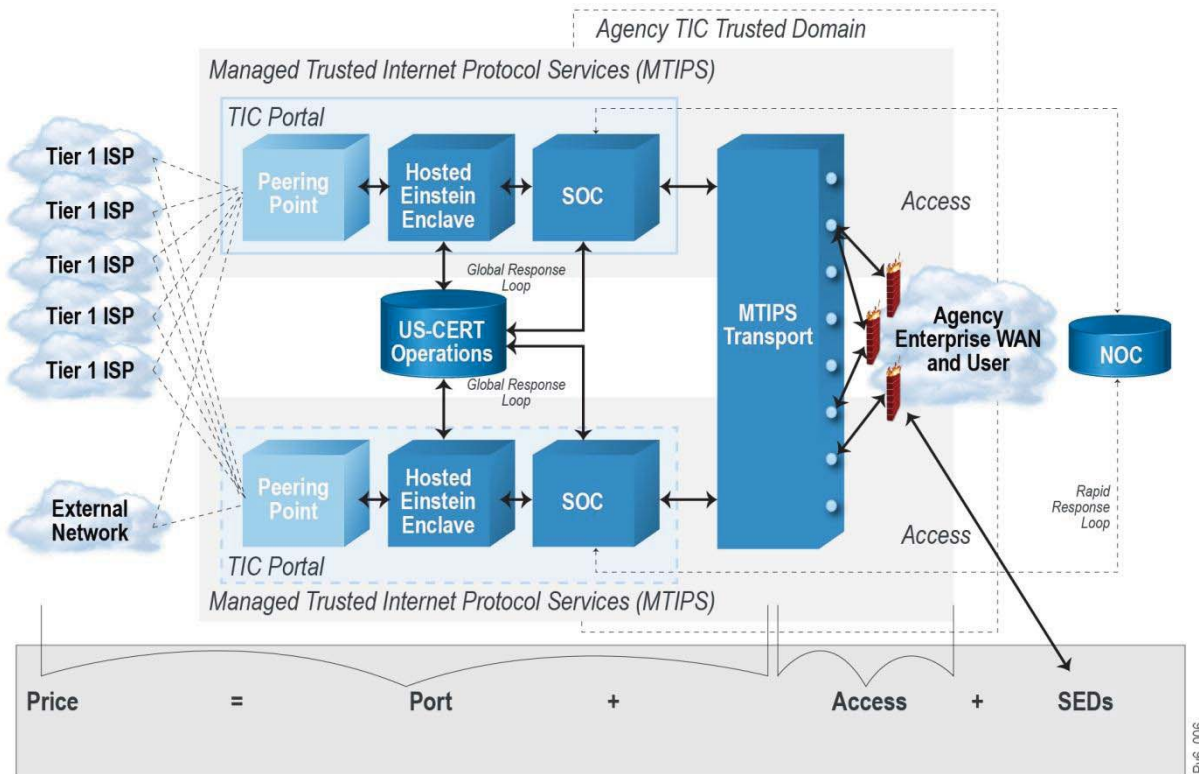 Agency TIC Trusted Domain
Managed Trusted Internet Protocol Services (MTIPS)
TIC Portal
Tier 1 ISP
Tier 1 ISP
Tier 1 ISP
Tier 1 ISP
Tier 1 ISP
External
Network
Peering
Point
Hosted
Einstein
Enclave
SOC
Global Response
Loop
US-CERT
Operations
Global Response
Loop
Peering
Point
Hosted
Einstein
Enclave
SOC
TIC Portal
Managed Trusted Internet Protocol Services (MTIPS)
MTIPS
Transport
Access
Agency
Enterprise WAN
and User
Access
NOC
Rapid
Response
Loop
Price = Port + Access + SEDs